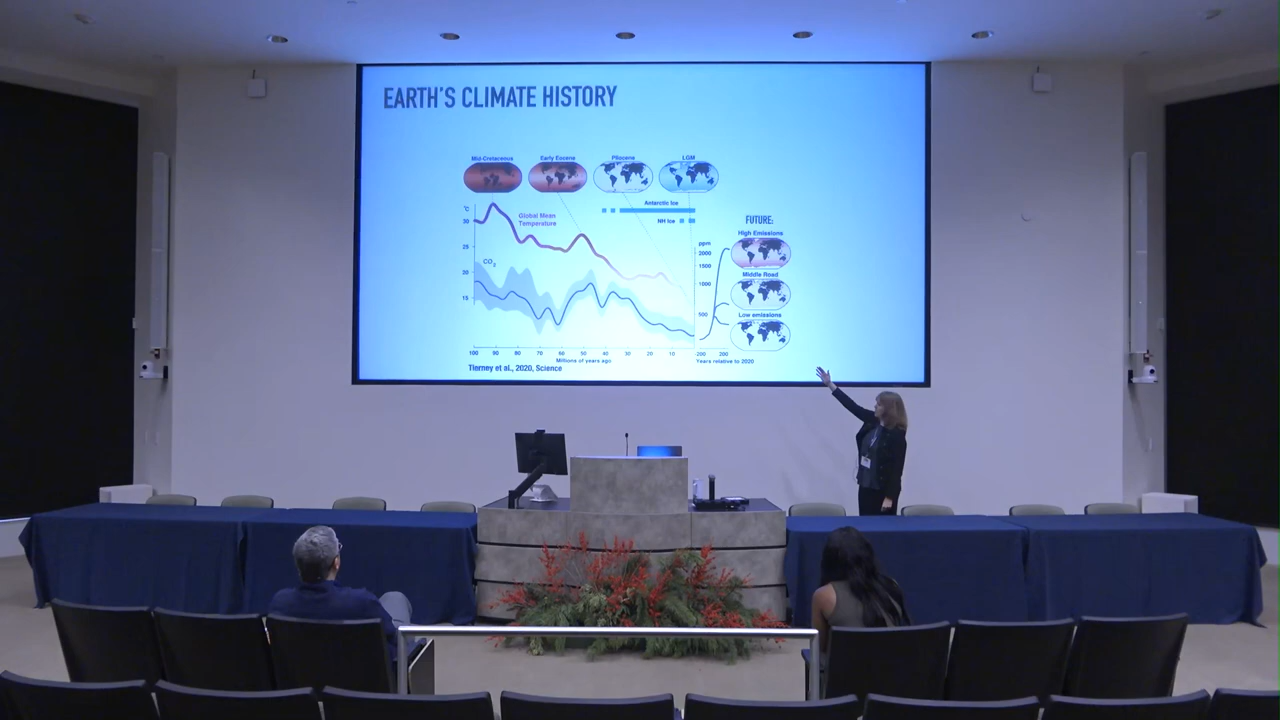 EARTH'S CLIMATE HISTORY
Mid-Cretaceous
Early Eocene
Pliocene
LGM
°C
Global Mean
Temperature
Antarctic Ice
NH Ice
CO2
30
25
20
15
100 90 80 70 60 50 40 30 20 10
Millions of years ago
ppm
2000
1500
1000
500
-200 200
Years relative to 2020
FUTURE:
High Emissions
Middle Road
Low emissions
Tierney et al., 2020, Science